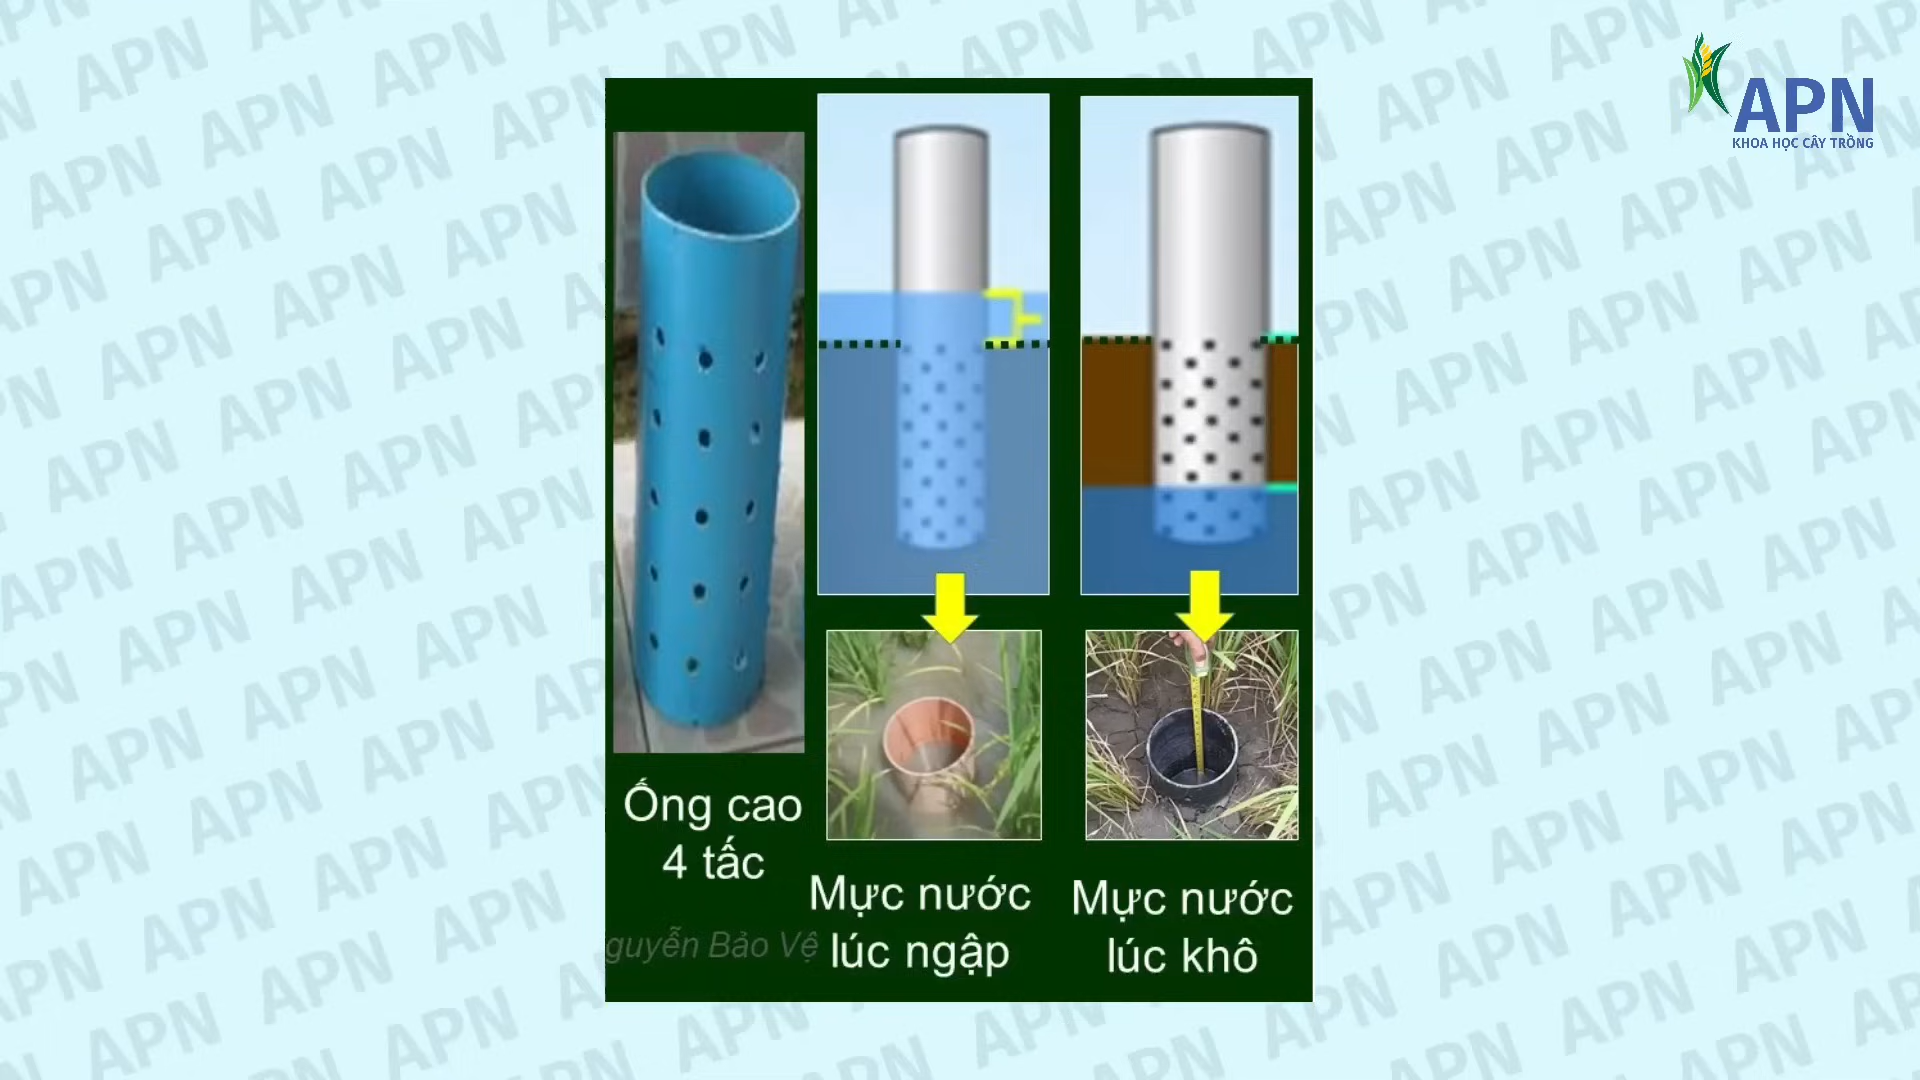 APN
KHOA HỌC CÂY TRỒNG
Ống cao
4 tấc
Mực nước
lúc ngập
Mực nước
lúc khô
guyễn Bảo Vệ